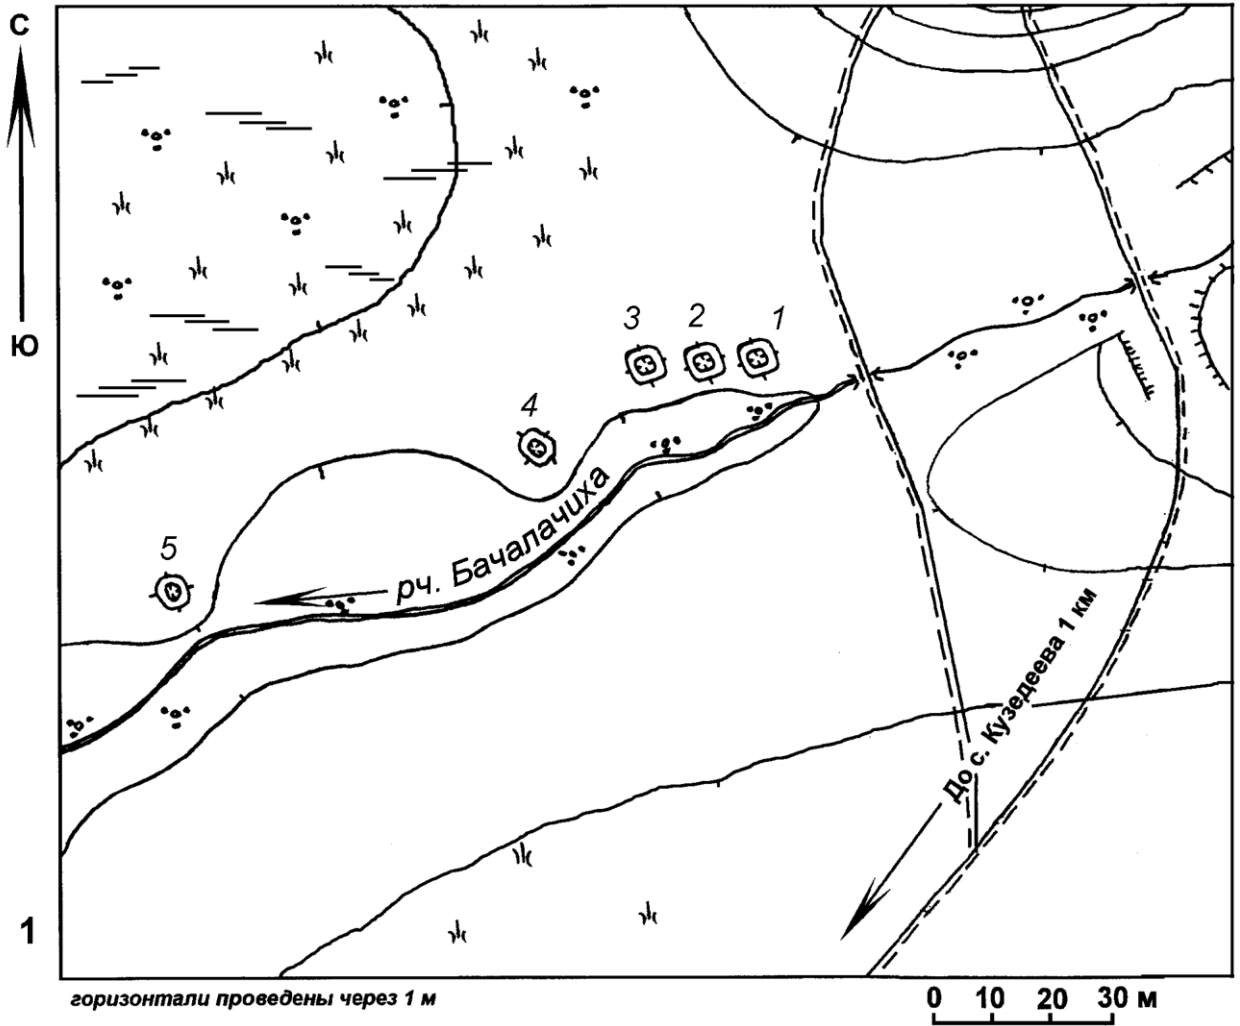 С
Ю
3 2 1
4
5
рч. Бачалачиха
До с. Кузедеева 1 км
1
горизонтали проведены через 1 м
0 10 20 30 м